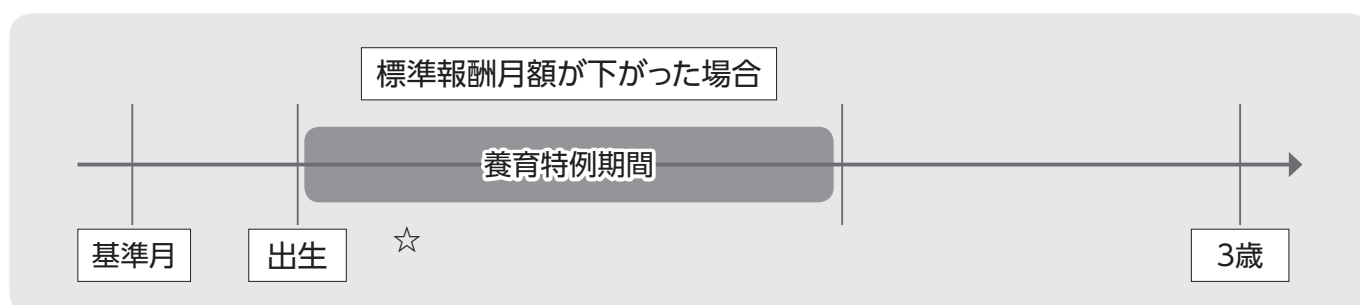 標準報酬月額が下がった場合
養育特例期間
基準月
出生
☆
3歳